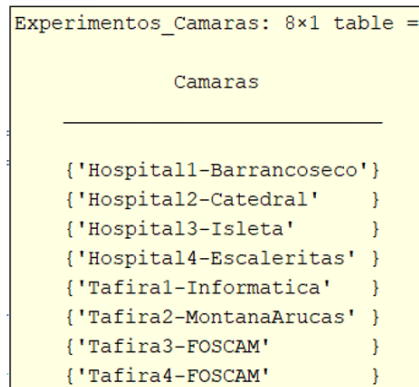 Experimentos_Camaras: 8×1 table =
Camaras
{'Hospital1-Barrancoseco'}
{'Hospital2-Catedral' }
{'Hospital3-Isleta' }
{'Hospital4-Escaleritas' }
{'Tafira1-Informatica' }
{'Tafira2-MontanaArucas' }
{'Tafira3-FOSCAM' }
{'Tafira4-FOSCAM' }